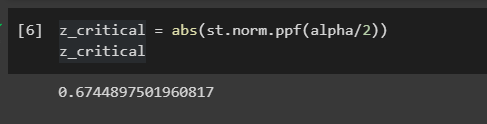 [6] z_critical = abs(st.norm.ppf(alpha/2))
z_critical
0.6744897501960817